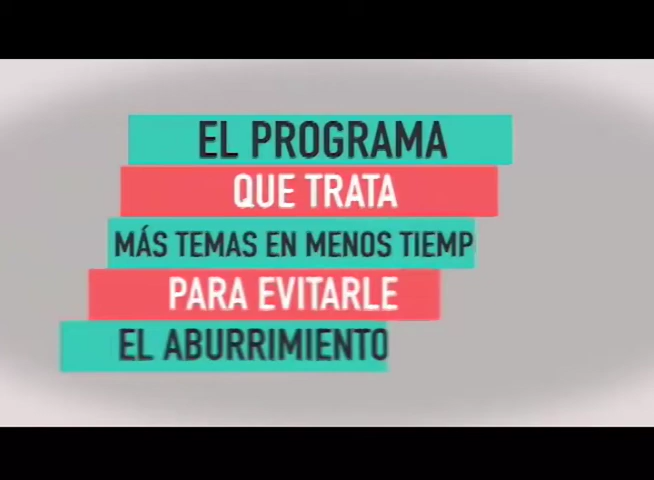 EL PROGRAMA
QUE TRATA
MÁS TEMAS EN MENOS TIEMP
PARA EVITARLE
EL ABURRIMIENTO